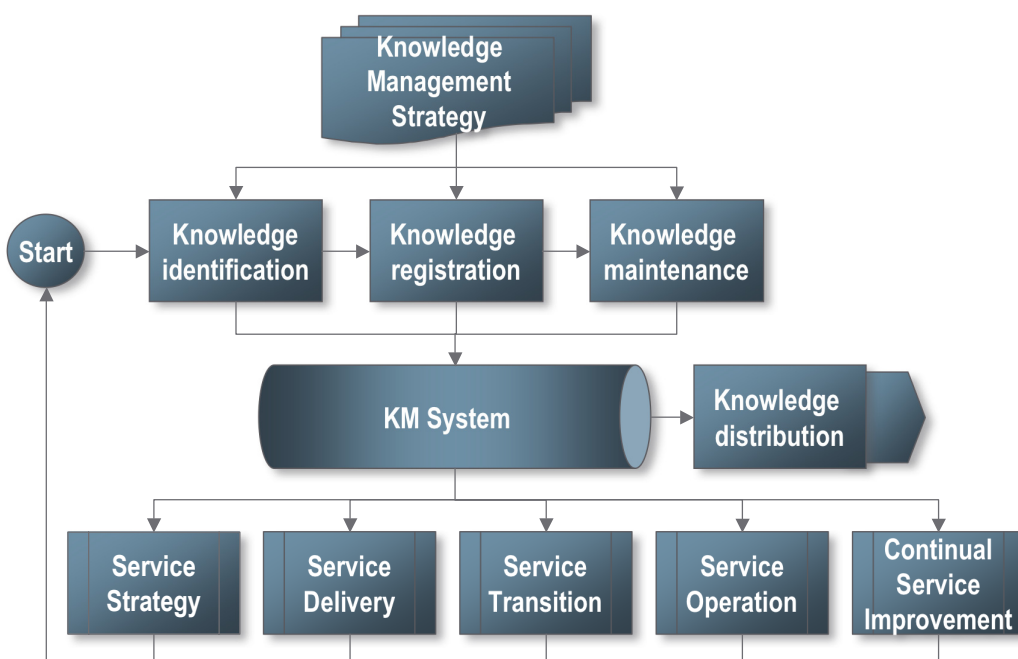 Knowledge
Management
Strategy
Start
Knowledge
identification
Knowledge
registration
Knowledge
maintenance
KM System
Knowledge
distribution
Service
Strategy
Service
Delivery
Service
Transition
Service
Operation
Continual
Service
Improvement